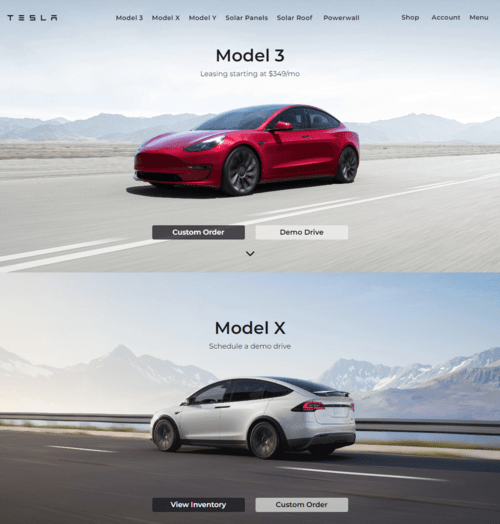 TESLA Model 3 Model X Model Y Solar Panels Solar Roof Powerwall Shop Account Menu
Model 3
Leasing starting at $349/mo
Custom Order Demo Drive
Model X
Schedule a demo drive
View Inventory Custom Order